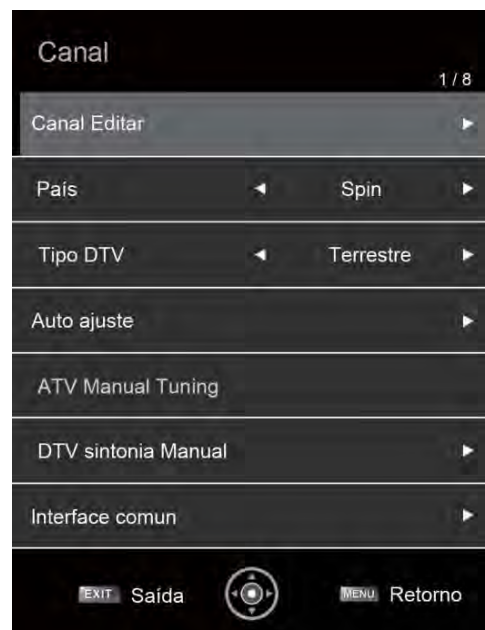 Canal
1 / 8
Canal Editar
País Spin
Tipo DTV Terrestre
Auto ajuste
ATV Manual Tuning
DTV sintonia Manual
Interface comun
EXIT Saída MENU Retorno